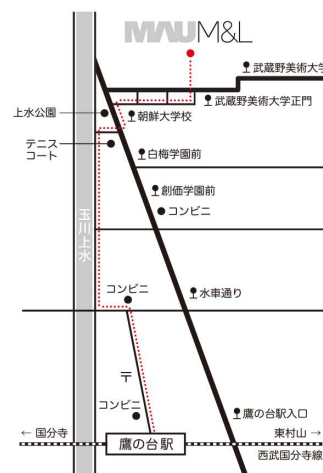 MAU M&L
武蔵野美術大学
武蔵野美術大学正門
上水公園
朝鮮大学校
テニス
コート
白梅学園前
創価学園前
コンビニ
玉川上水
コンビニ
水車通り
〒
コンビニ
鷹の台駅入口
← 国分寺
東村山 →
鷹の台駅
西武国分寺線